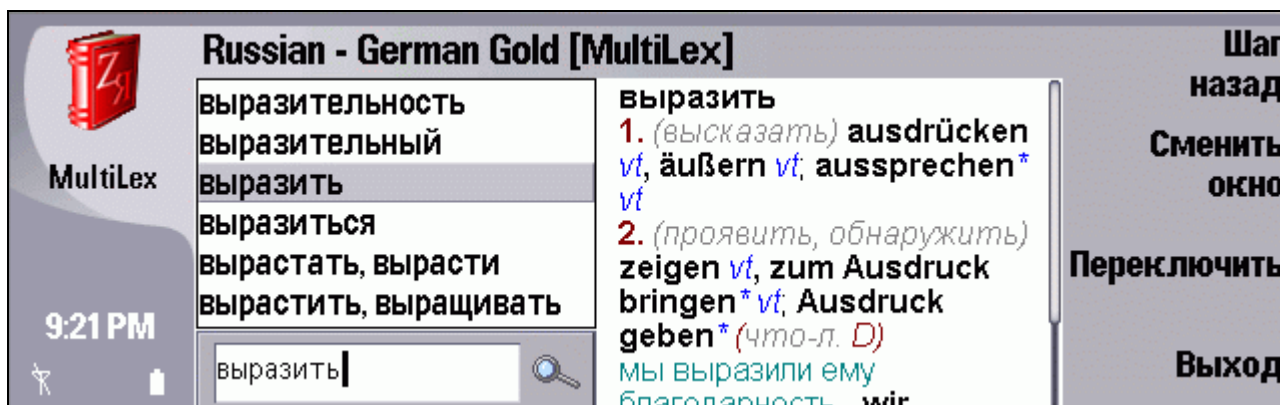 Russian - German Gold [MultiLex]
MultiLex
9:21 PM
выразительность
выразительный
выразить
выразиться
вырастать, вырасти
вырастить, выращивать
выразить
выразить
1. (высказать) ausdrücken
vt, äußern vt; aussprechen*
vt
2. (проявить, обнаружить)
zeigen vt, zum Ausdruck
bringen* vt; Ausdruck
geben* (что-л. D)
мы выразили ему
благодарность wir
Шаг
назад
Сменить
окно
Переключить
Выход